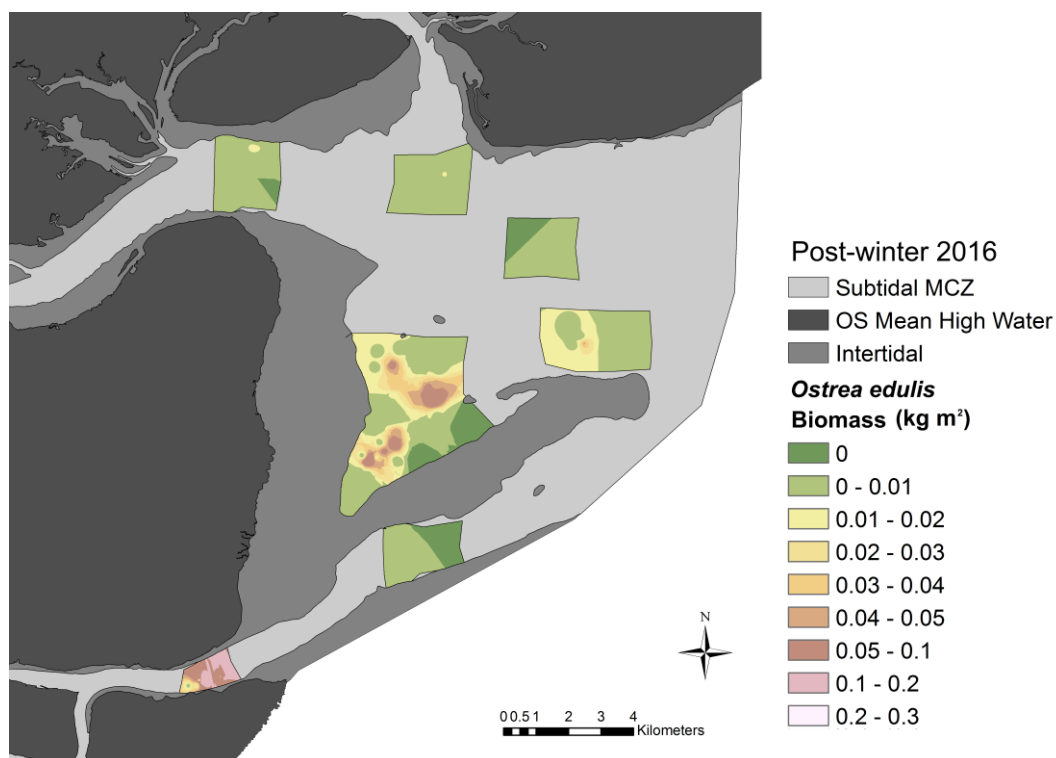 Post-winter 2016
Subtidal MCZ
OS Mean High Water
Intertidal
Ostrea edulis
Biomass (kg m²)
0
0 - 0.01
0.01 - 0.02
0.02 - 0.03
0.03 - 0.04
0.04 - 0.05
0.05 - 0.1
0.1 - 0.2
0.2 - 0.3
N
0 0.5 1 2 3 4
Kilometers